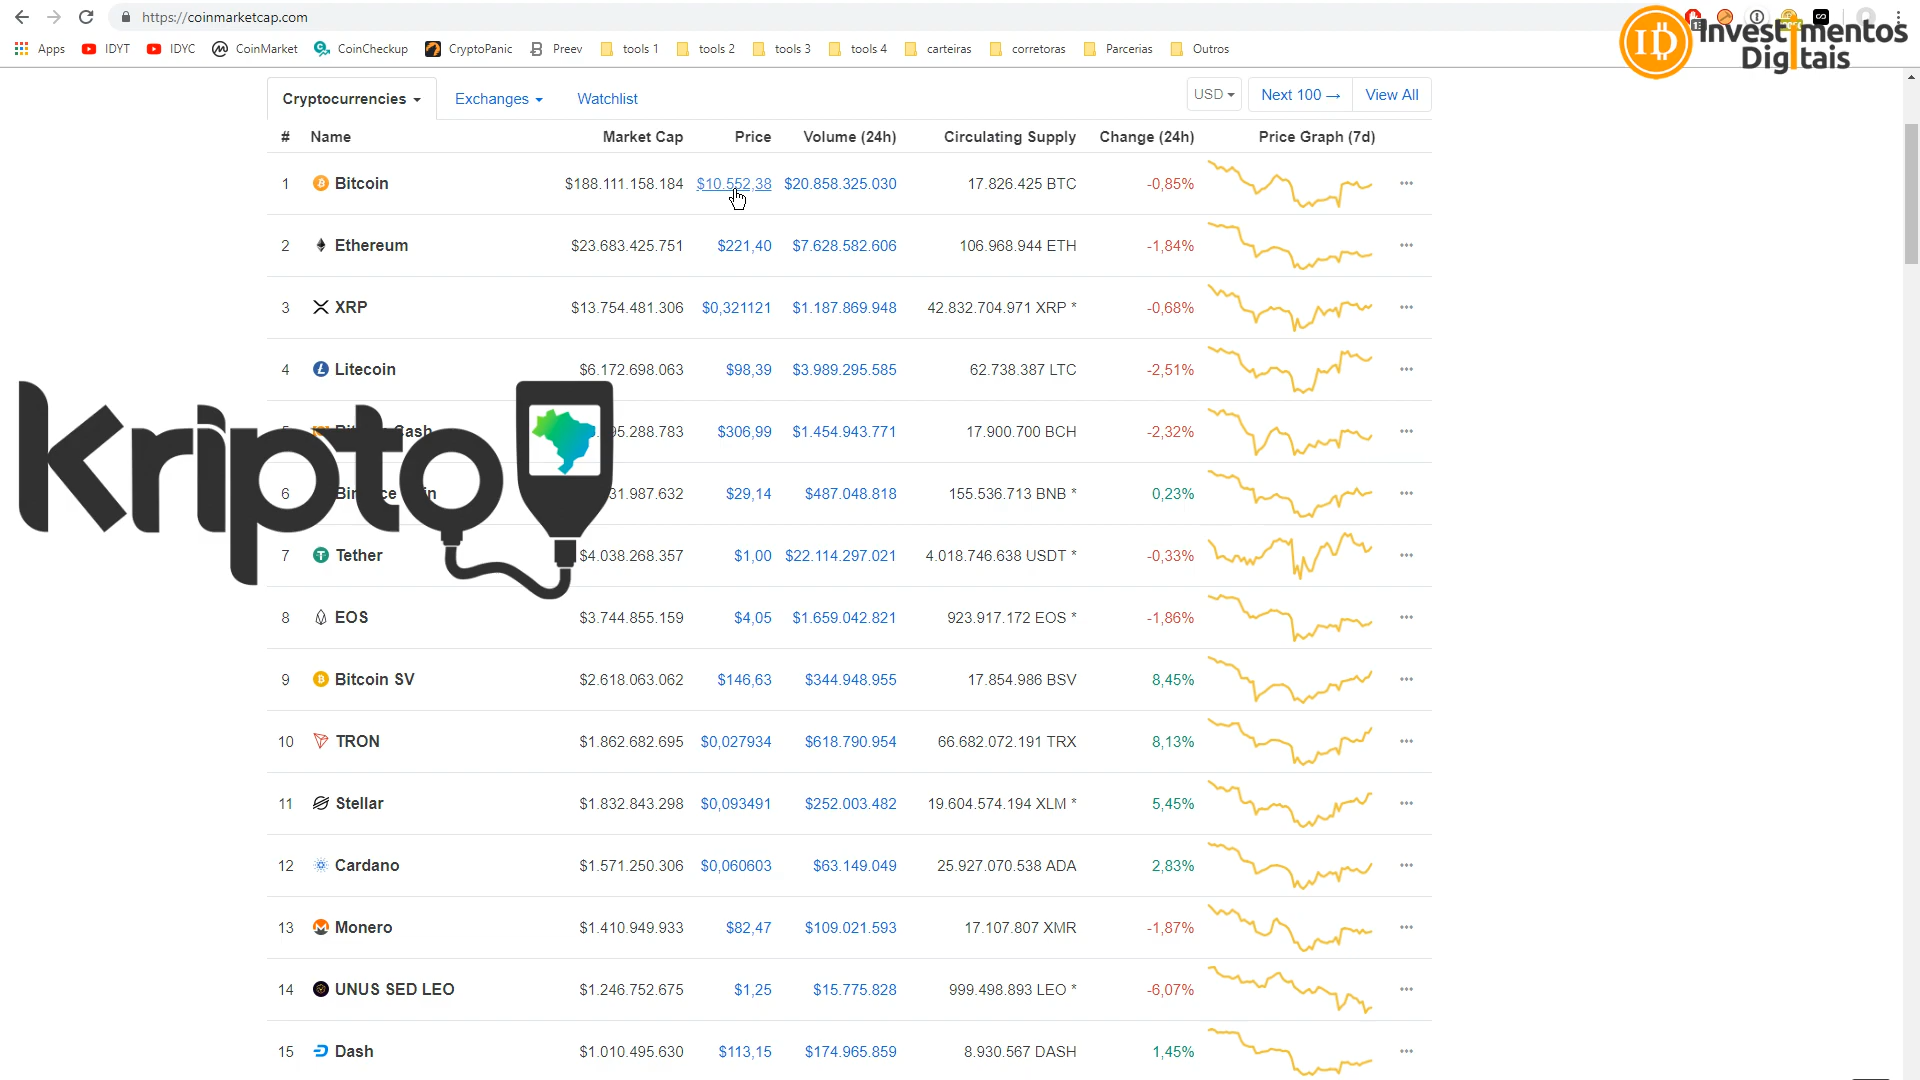 https://coinmarketcap.com
Investimentos
Digitais
Apps IDYT IDYC CoinMarket CoinCheckup CryptoPanic Preev tools 1 tools 2 tools 3 tools 4 carteiras corretoras Parcerias Outros
Cryptocurrencies Exchanges Watchlist USD Next 100 → View All
# Name Market Cap Price Volume (24h) Circulating Supply Change (24h) Price Graph (7d)
1 Bitcoin $188.111.158.184 $10.552,38 $20.858.325.030 17.826.425 BTC -0,85%
2 Ethereum $23.683.425.751 $221,40 $7.628.582.606 106.968.944 ETH -1,84%
3 XRP $13.754.481.306 $0,321121 $1.187.869.948 42.832.704.971 XRP * -0,68%
4 Litecoin $6.172.698.063 $98,39 $3.989.295.585 62.738.387 LTC -2,51%
Cash 95.288.783 $306,99 $1.454.943.771 17.900.700 BCH -2,32%
Kripto
6 31.987.632 $29,14 $487.048.818 155.536.713 BNB * 0,23%
7 Tether $4.038.268.357 $1,00 $22.114.297.021 4.018.746.638 USDT * -0,33%
8 EOS $3.744.855.159 $4,05 $1.659.042.821 923.917.172 EOS * -1,86%
9 Bitcoin SV $2.618.063.062 $146,63 $344.948.955 17.854.986 BSV 8,45%
10 TRON $1.862.682.695 $0,027934 $618.790.954 66.682.072.191 TRX 8,13%
11 Stellar $1.832.843.298 $0,093491 $252.003.482 19.604.574.194 XLM * 5,45%
12 Cardano $1.571.250.306 $0,060603 $63.149.049 25.927.070.538 ADA 2,83%
13 Monero $1.410.949.933 $82,47 $109.021.593 17.107.807 XMR -1,87%
14 UNUS SED LEO $1.246.752.675 $1,25 $15.775.828 999.498.893 LEO * -6,07%
15 Dash $1.010.495.630 $113,15 $174.965.859 8.930.567 DASH 1,45%